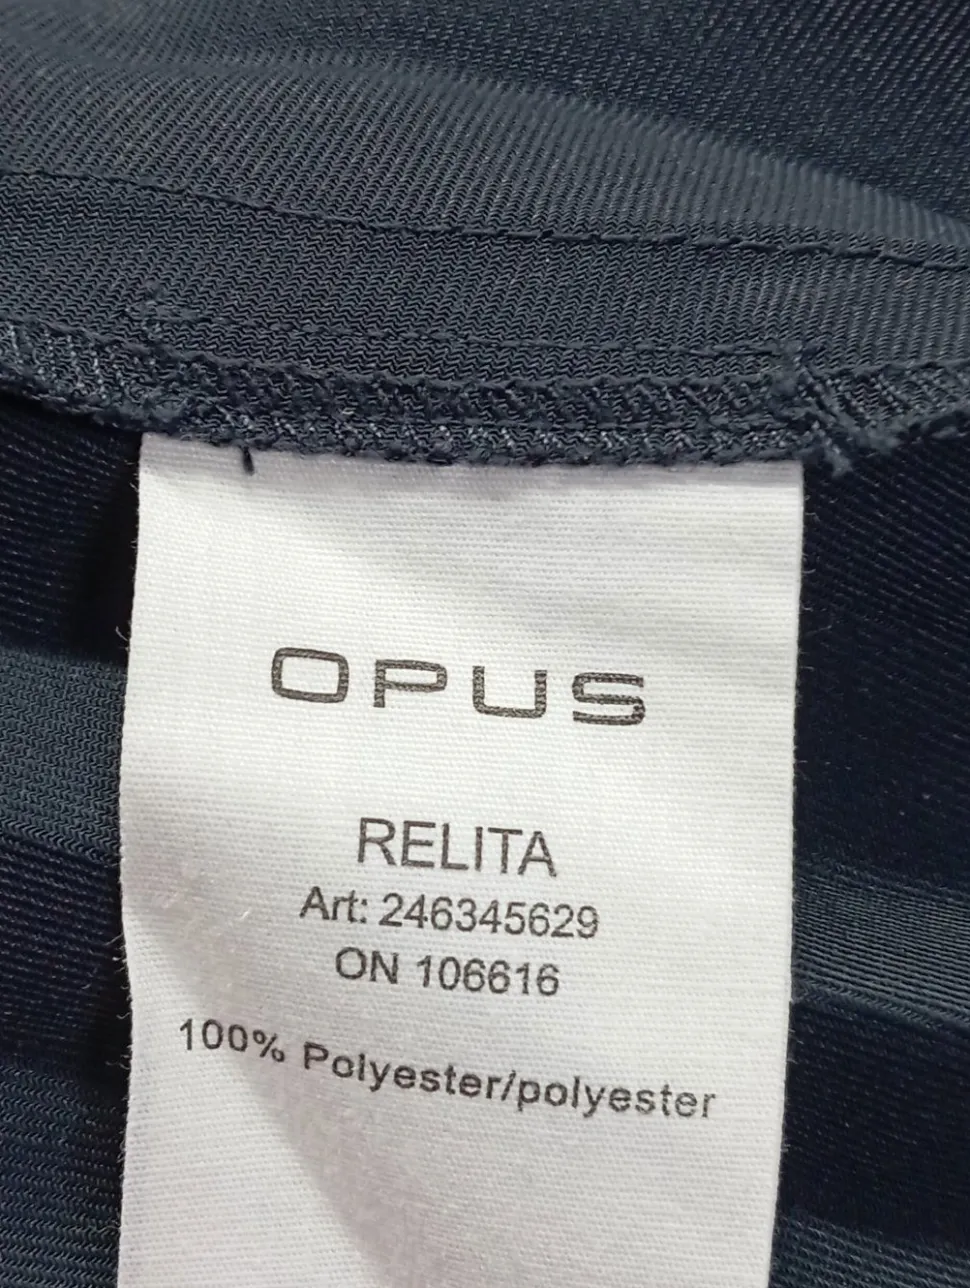 OPUS
RELITA
Art: 246345629
ON 106616
100% Polyester/polyester